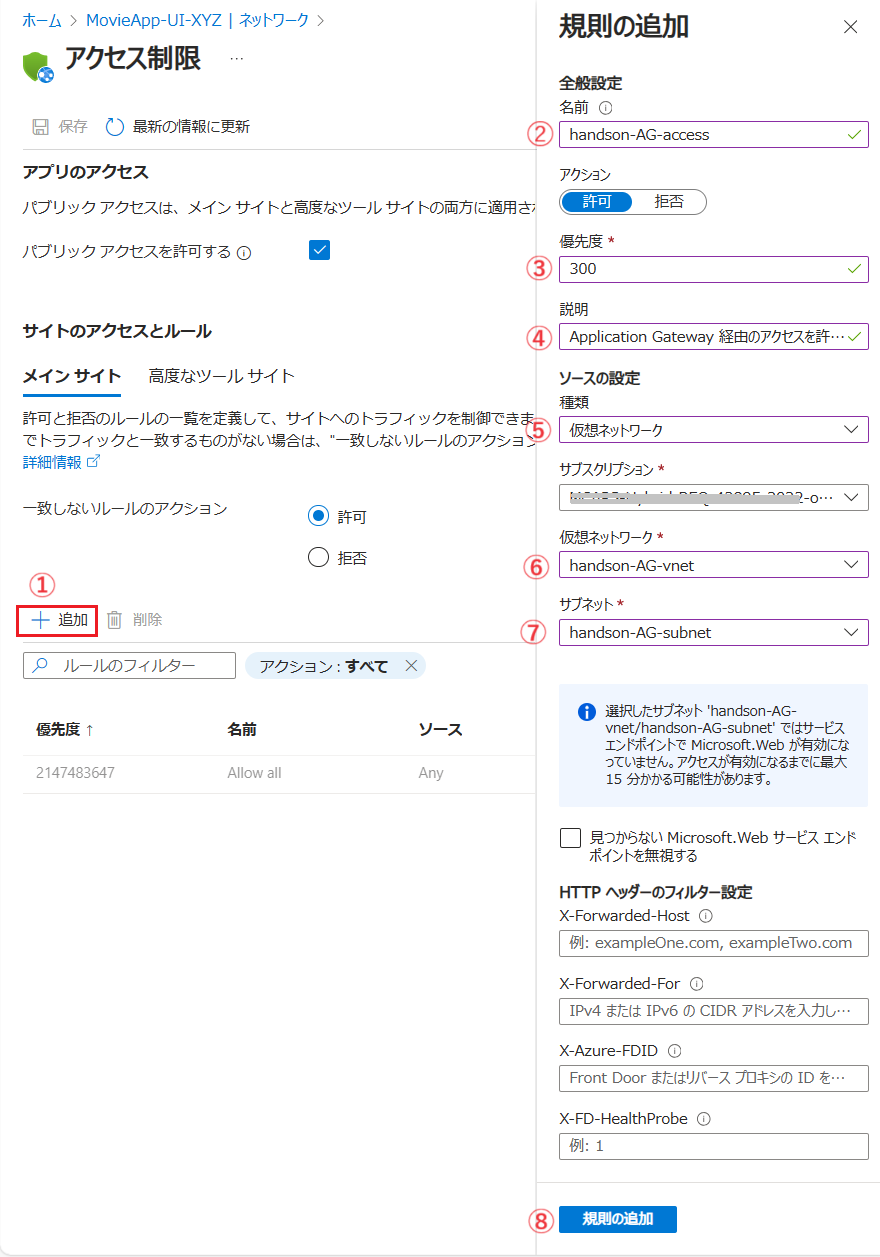 ホーム > MovieApp-UI-XYZ | ネットワーク >
アクセス制限 …
保存 最新の情報に更新
アプリのアクセス
パブリック アクセスは、メイン サイトと高度なツール サイトの両方に適用さ
パブリック アクセスを許可する
サイトのアクセスとルール
メイン サイト 高度なツール サイト
許可と拒否のルールの一覧を定義して、サイトへのトラフィックを制御できま
でトラフィックと一致するものがない場合は、"一致しないルールのアクション
詳細情報
一致しないルールのアクション
許可
拒否
①
追加 削除
ルールのフィルター アクション : すべて
優先度 ↑ 名前 ソース
2147483647 Allow all Any
規則の追加
全般設定
名前
② handson-AG-access
アクション
許可 拒否
優先度 *
③ 300
説明
④ Application Gateway 経由のアクセスを許…
ソースの設定
種類
⑤ 仮想ネットワーク
サブスクリプション *
仮想ネットワーク *
⑥ handson-AG-vnet
サブネット *
⑦ handson-AG-subnet
選択したサブネット 'handson-AG-
vnet/handson-AG-subnet' ではサービス
エンドポイントで Microsoft.Web が有効にな
っていません。アクセスが有効になるまでに最大
15 分かかる可能性があります。
見つからない Microsoft.Web サービス エンド
ポイントを無視する
HTTP ヘッダーのフィルター設定
X-Forwarded-Host
例: exampleOne.com, exampleTwo.com
X-Forwarded-For
IPv4 または IPv6 の CIDR アドレスを入力し…
X-Azure-FDID
Front Door またはリバース プロキシの ID を…
X-FD-HealthProbe
例: 1
⑧ 規則の追加